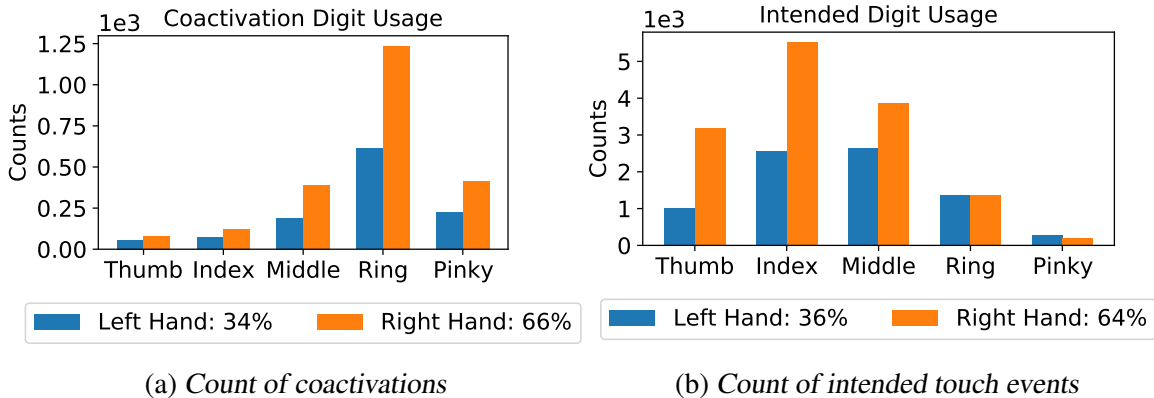 Coactivation Digit Usage
1e3
1.25
1.00
0.75
0.50
0.25
0.00
Counts
Thumb Index Middle Ring Pinky
Left Hand: 34% Right Hand: 66%
(a) Count of coactivations
Intended Digit Usage
1e3
5
4
3
2
1
0
Counts
Thumb Index Middle Ring Pinky
Left Hand: 36% Right Hand: 64%
(b) Count of intended touch events